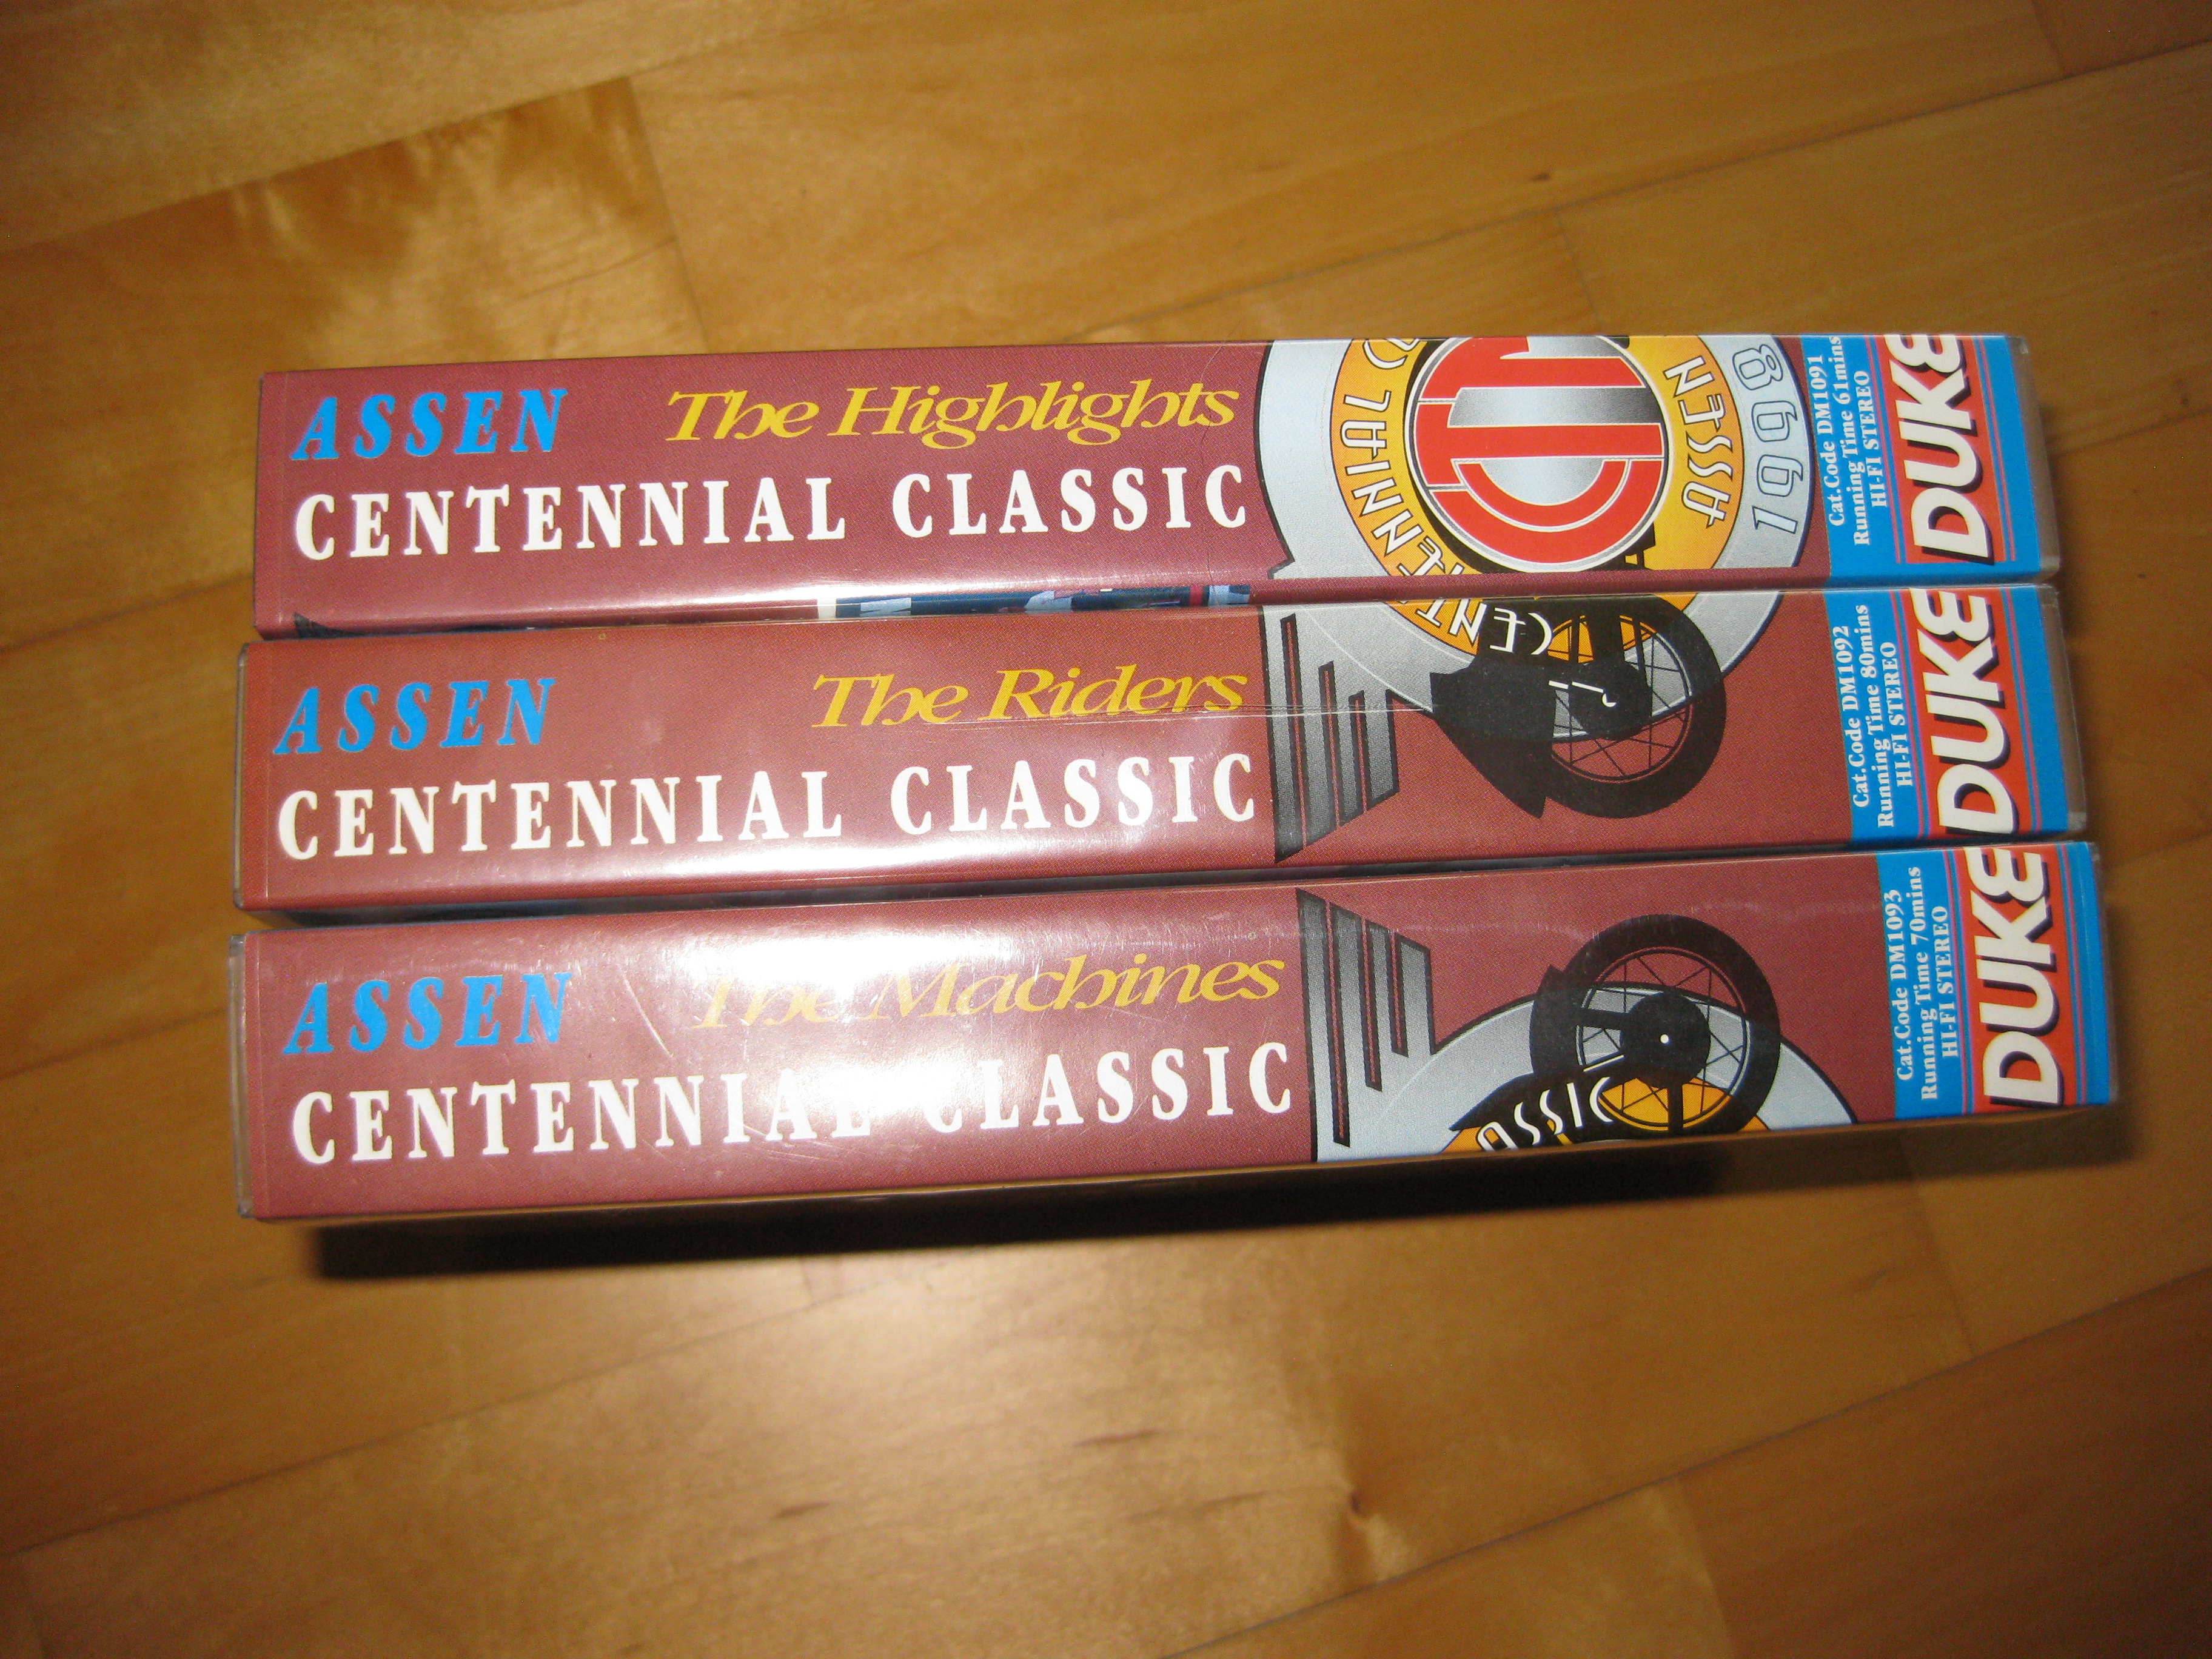 ASSEN The Highlights
CENTENNIAL CLASSIC
CENTENNIAL
ASSEN
1998
Cat.Code DM1091
Running Time 61mins
HI-FI STEREO
DUKE
ASSEN The Riders
CENTENNIAL CLASSIC
Cat.Code DM1092
Running Time 80mins
HI-FI STEREO
DUKE
ASSEN The Machines
CENTENNIAL CLASSIC
ASSIC
Cat.Code DM1093
Running Time 70mins
HI-FI STEREO
DUKE